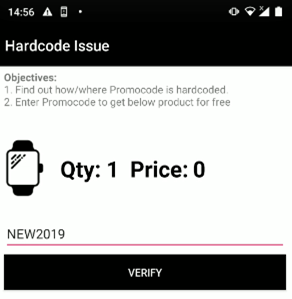 14:56
Hardcode Issue
Objectives:
1. Find out how/where Promocode is hardcoded.
2. Enter Promocode to get below product for free
Qty: 1 Price: 0
NEW2019
VERIFY